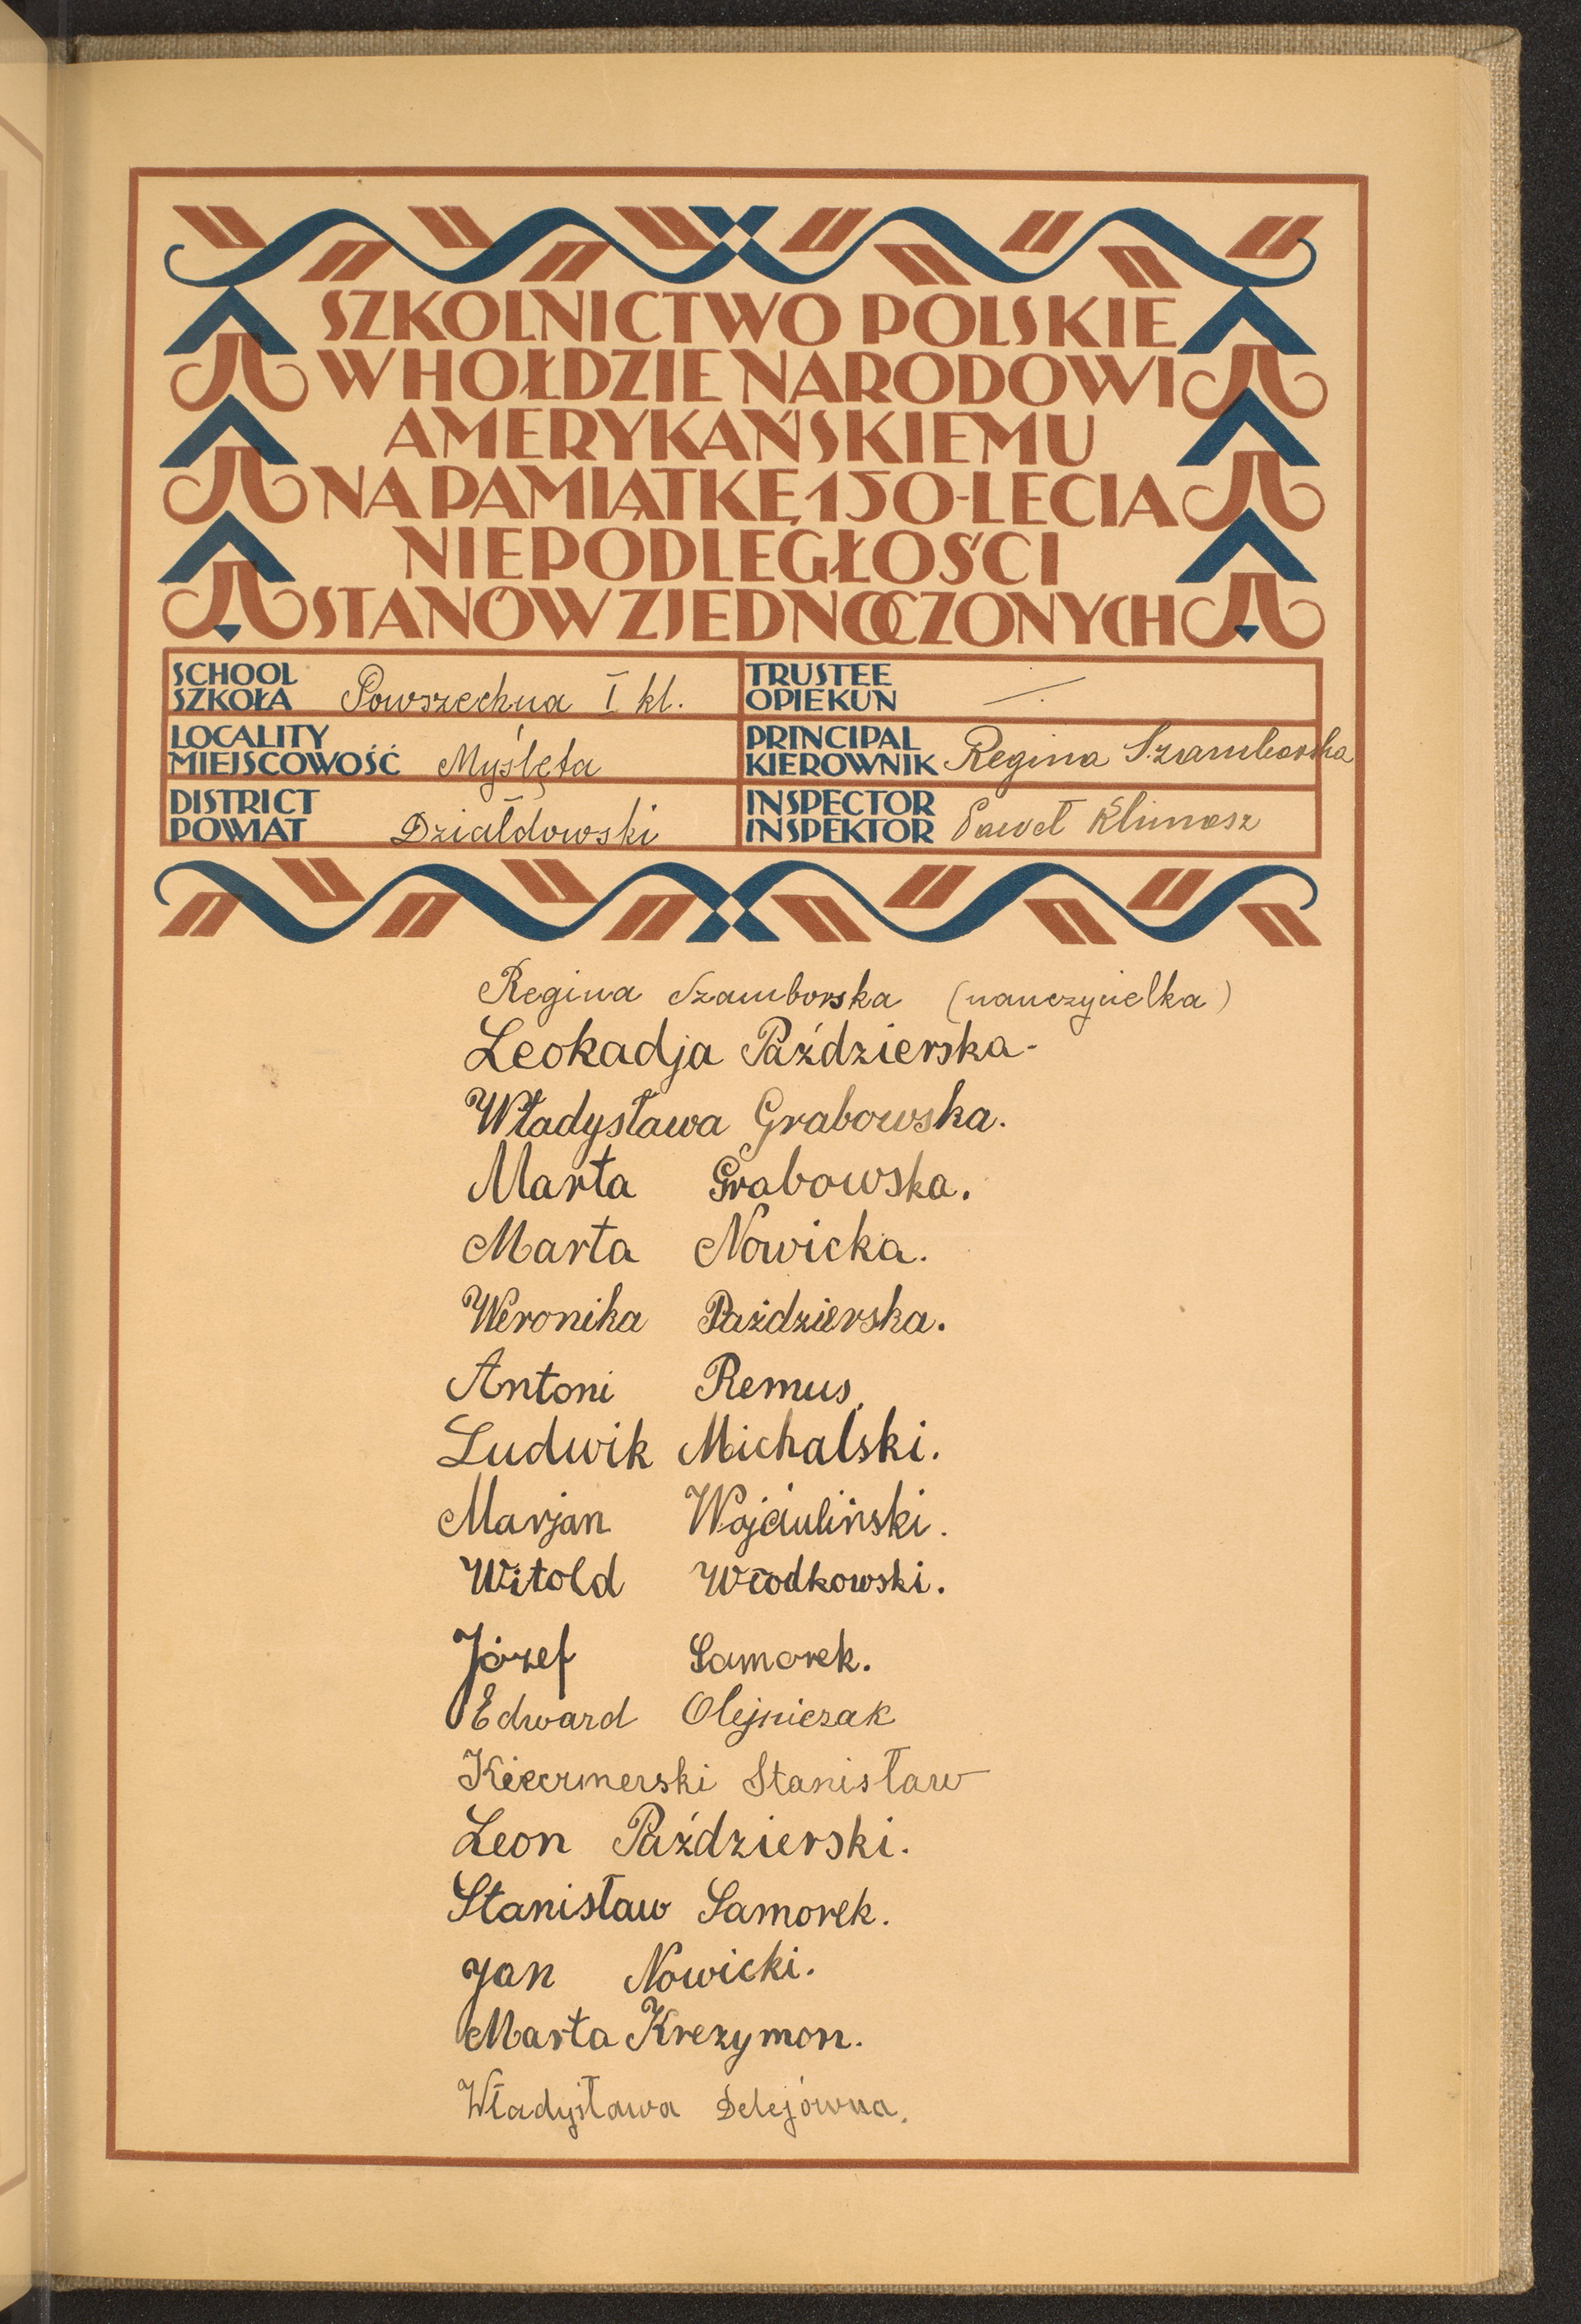 SZKOLNICTWO POLSKIE
W HOŁDZIE NARODOWI
AMERYKAŃSKIEMU
NA PAMIĄTKĘ 150-LECIA
NIEPODLEGŁOŚCI
STANÓW ZJEDNOCZONYCH
SCHOOL
SZKOŁA Powszechna I kl.
TRUSTEE
OPIEKUN —
LOCALITY
MIEJSCOWOŚĆ Myślęta
PRINCIPAL
KIEROWNIK Regina Szamborska
DISTRICT
POWIAT Działdowski
INSPECTOR
INSPEKTOR Paweł Klimosz
Regina Szamborska (nauczycielka)
Leokadja Paździerska-
Władysława Grabowska.
Marta Grabowska.
Marta Nowicka.
Weronika Paździerska.
Antoni Remus.
Ludwik Michalski.
Marjan Wojciuliński.
Witold Włodkowski.
Józef Samorek.
Edward Olejniczak
Stanisław
Leon Paździerski.
Stanisław Samorek.
Jan Nowicki.
Marta Krezymon.
Władysława Delejówna.